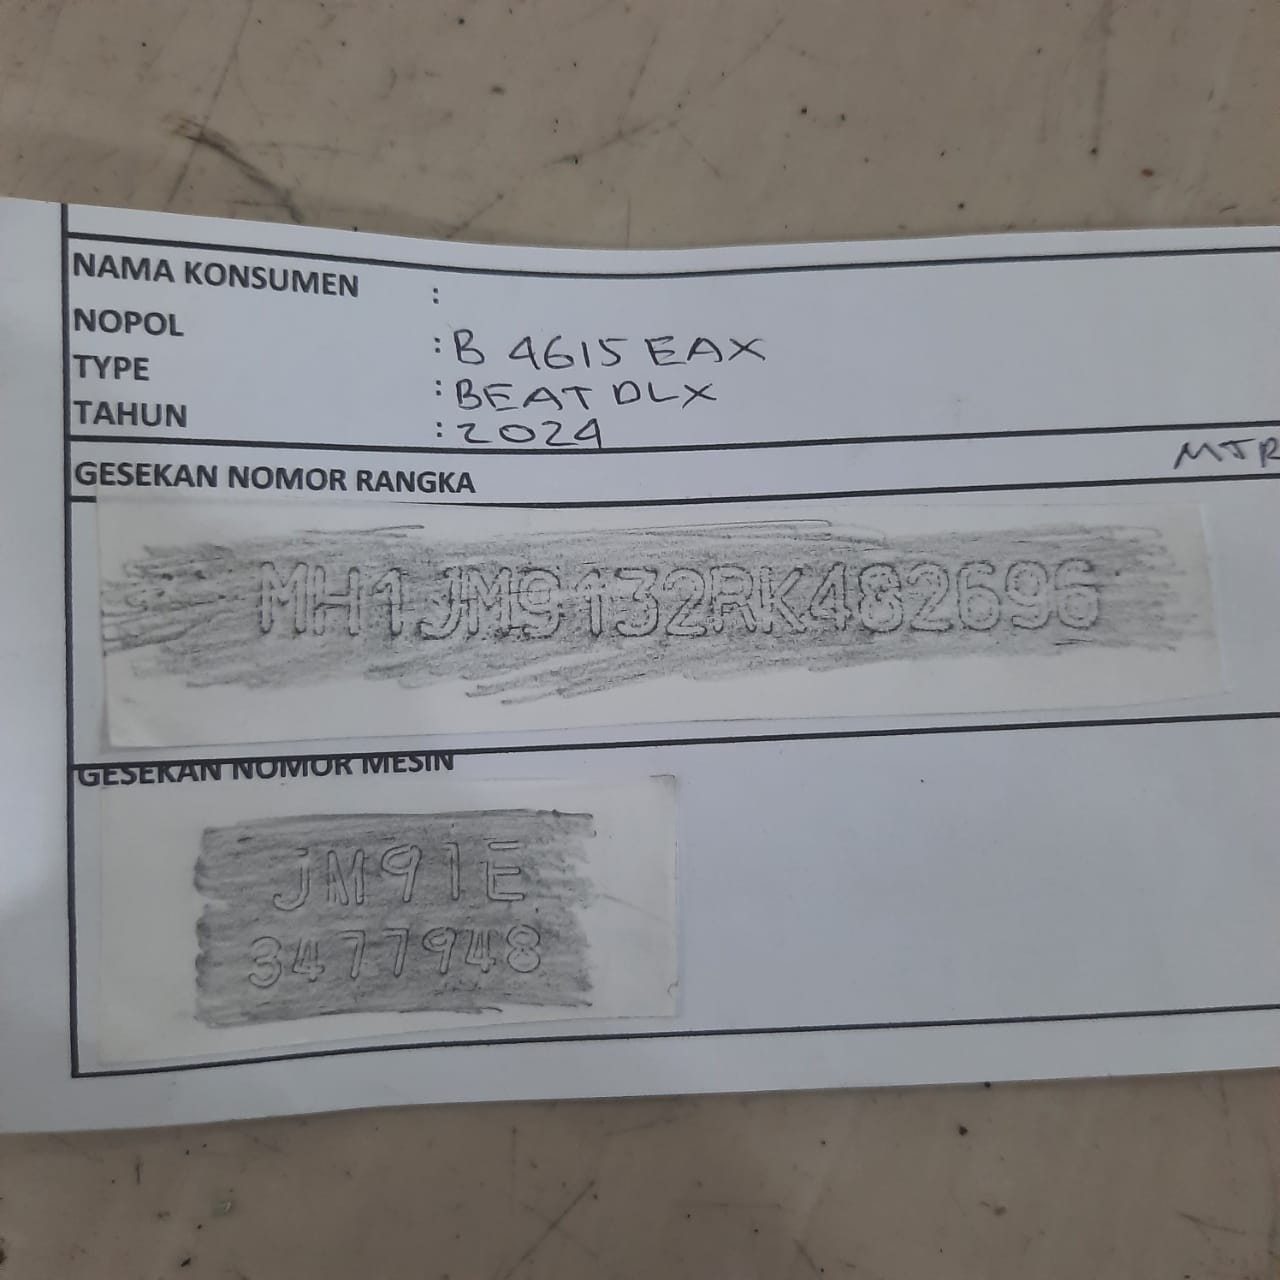 NAMA KONSUMEN :
NOPOL : B 4615 EAX
TYPE : BEAT DLX
TAHUN : 2024
GESEKAN NOMOR RANGKA MTR
MH1JM9132RK482696
GESEKAN NOMOR MESIN
JM91E
3477948